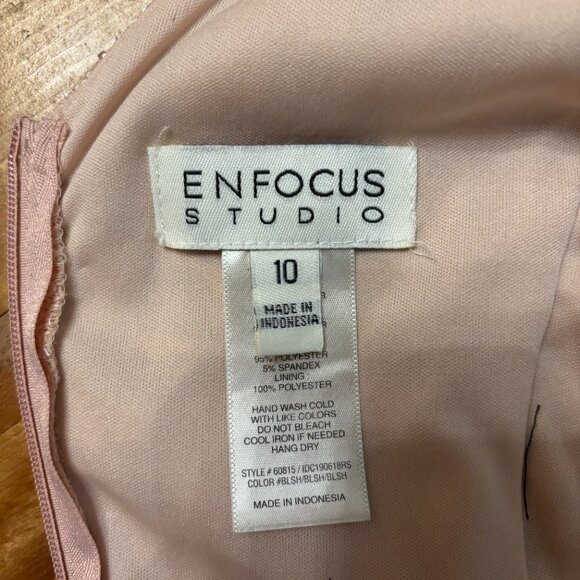 ENFOCUS
STUDIO
10
MADE IN
INDONESIA
95% POLYESTER
5% SPANDEX
LINING :
100% POLYESTER
HAND WASH COLD
WITH LIKE COLORS
DO NOT BLEACH
COOL IRON IF NEEDED
HANG DRY
STYLE # 60815 / IDC190618RS
COLOR #BLSH/BLSH/BLSH
MADE IN INDONESIA